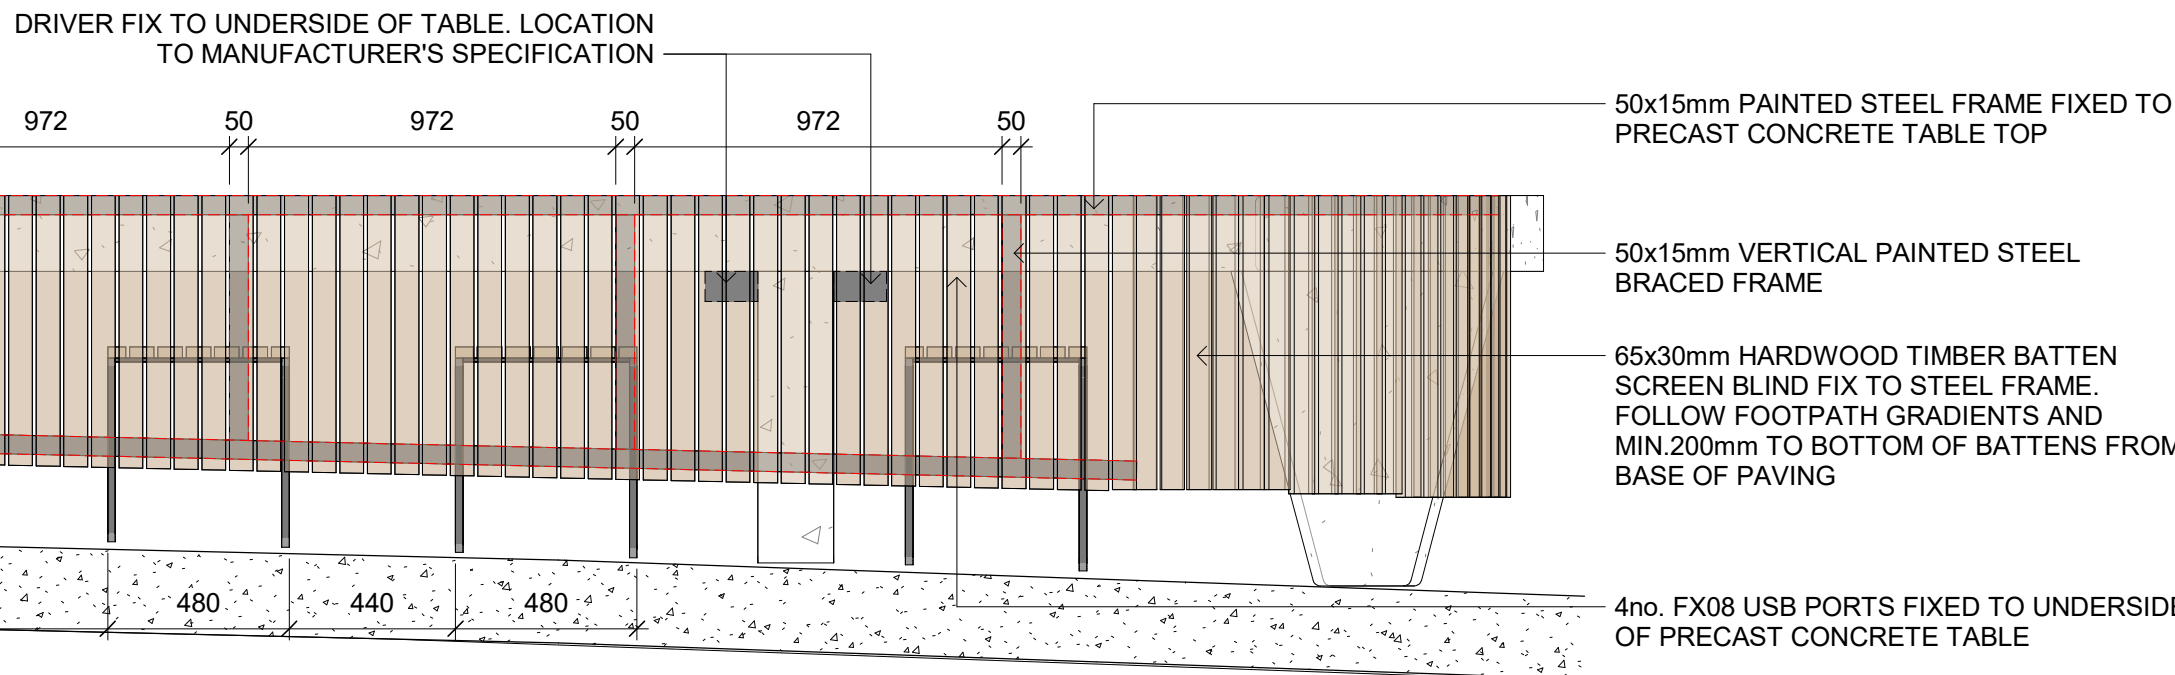 DRIVER FIX TO UNDERSIDE OF TABLE. LOCATION
TO MANUFACTURER'S SPECIFICATION
972 50 972 50 972 50
50x15mm PAINTED STEEL FRAME FIXED TO
PRECAST CONCRETE TABLE TOP
50x15mm VERTICAL PAINTED STEEL
BRACED FRAME
65x30mm HARDWOOD TIMBER BATTEN
SCREEN BLIND FIX TO STEEL FRAME.
FOLLOW FOOTPATH GRADIENTS AND
MIN.200mm TO BOTTOM OF BATTENS FROM
BASE OF PAVING
480 440 480
4no. FX08 USB PORTS FIXED TO UNDERSIDE
OF PRECAST CONCRETE TABLE